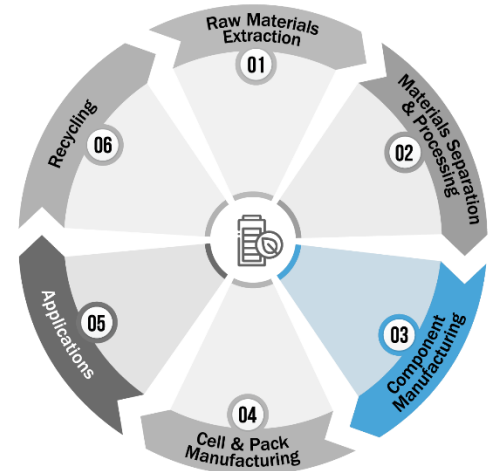 Raw Materials
Extraction
01
Materials Separation
& Processing
02
03
Component
Manufacturing
04
Cell & Pack
Manufacturing
05
Applications
06
Recycling